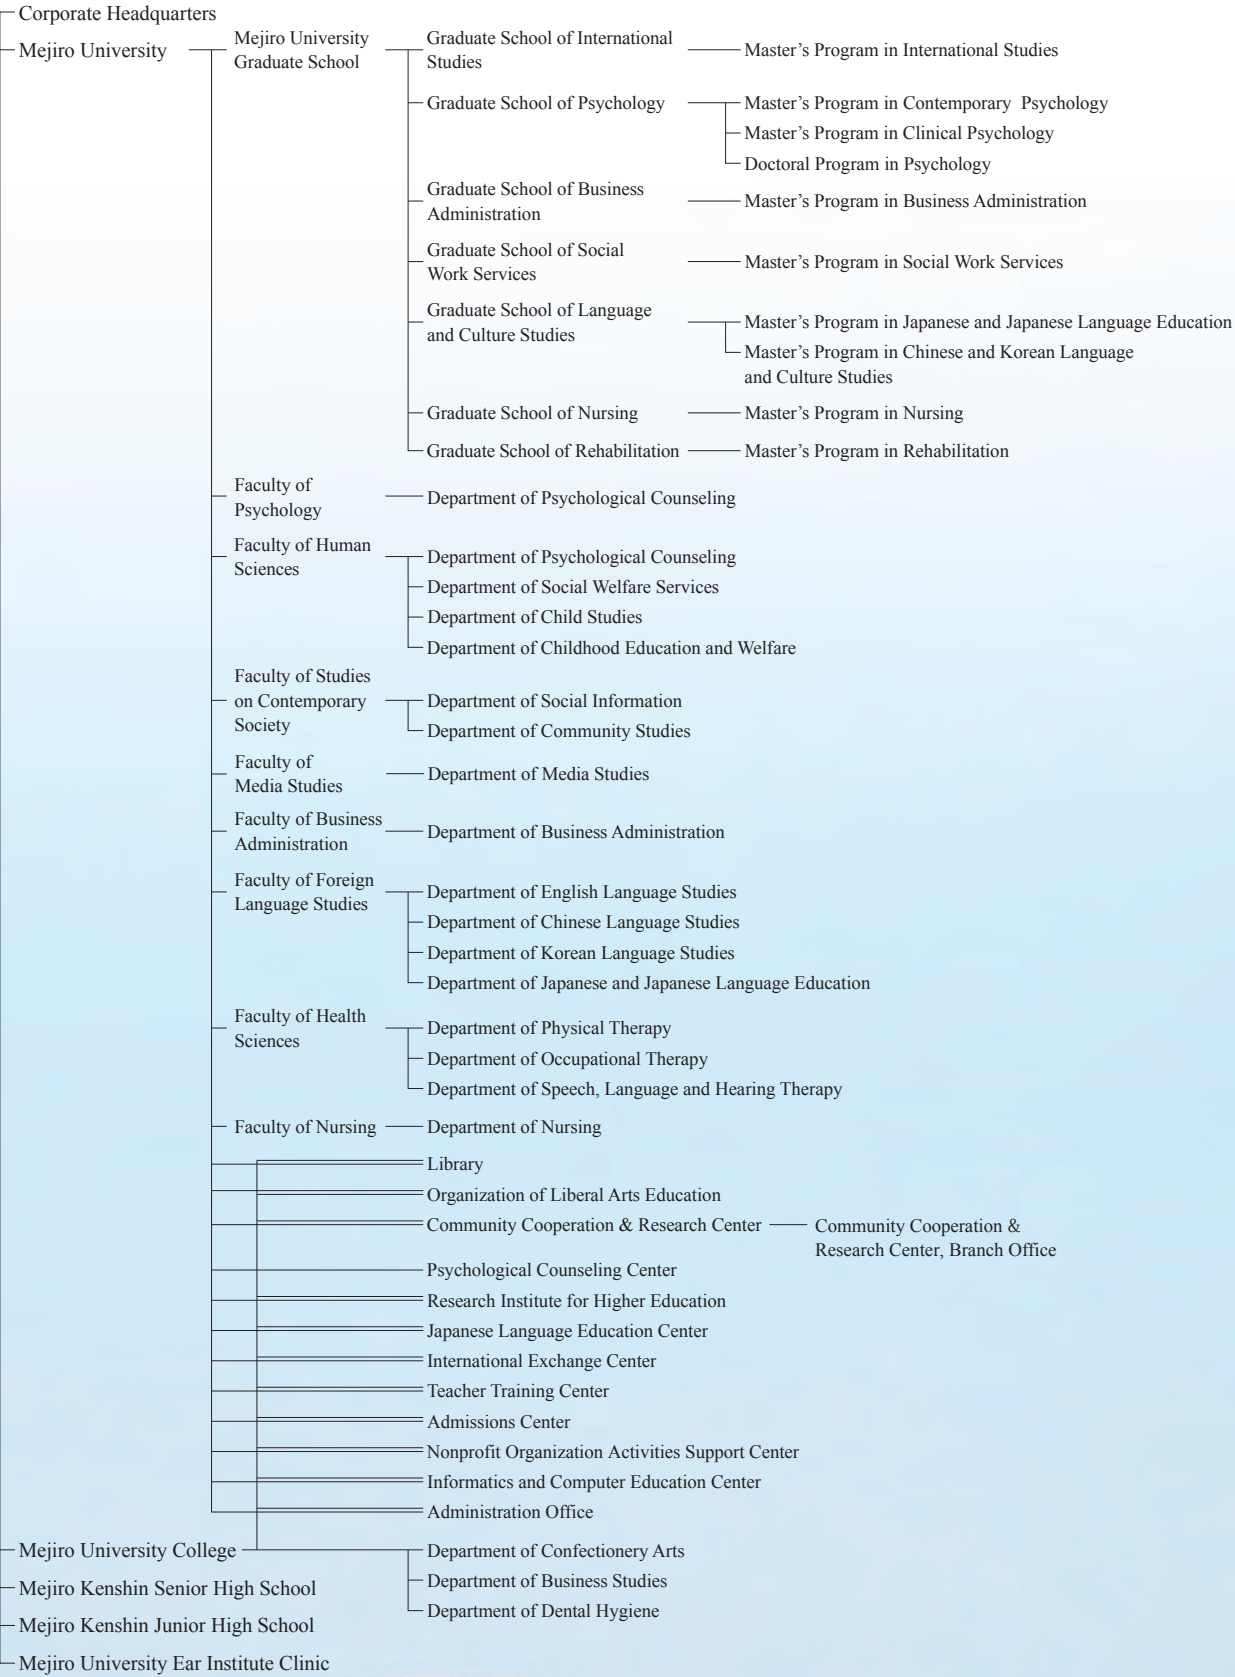 Corporate Headquarters
Mejiro University
Mejiro University
Graduate School
Graduate School of International
Studies
Master’s Program in International Studies
Graduate School of Psychology
Master’s Program in Contemporary Psychology
Master’s Program in Clinical Psychology
Doctoral Program in Psychology
Graduate School of Business
Administration
Master’s Program in Business Administration
Graduate School of Social
Work Services
Master’s Program in Social Work Services
Graduate School of Language
and Culture Studies
Master’s Program in Japanese and Japanese Language Education
Master’s Program in Chinese and Korean Language
and Culture Studies
Graduate School of Nursing
Master’s Program in Nursing
Graduate School of Rehabilitation
Master’s Program in Rehabilitation
Faculty of
Psychology
Department of Psychological Counseling
Faculty of Human
Sciences
Department of Psychological Counseling
Department of Social Welfare Services
Department of Child Studies
Department of Childhood Education and Welfare
Faculty of Studies
on Contemporary
Society
Department of Social Information
Department of Community Studies
Faculty of
Media Studies
Department of Media Studies
Faculty of Business
Administration
Department of Business Administration
Faculty of Foreign
Language Studies
Department of English Language Studies
Department of Chinese Language Studies
Department of Korean Language Studies
Department of Japanese and Japanese Language Education
Faculty of Health
Sciences
Department of Physical Therapy
Department of Occupational Therapy
Department of Speech, Language and Hearing Therapy
Faculty of Nursing
Department of Nursing
Library
Organization of Liberal Arts Education
Community Cooperation & Research Center
Community Cooperation &
Research Center, Branch Office
Psychological Counseling Center
Research Institute for Higher Education
Japanese Language Education Center
International Exchange Center
Teacher Training Center
Admissions Center
Nonprofit Organization Activities Support Center
Informatics and Computer Education Center
Administration Office
Mejiro University College
Department of Confectionery Arts
Department of Business Studies
Department of Dental Hygiene
Mejiro Kenshin Senior High School
Mejiro Kenshin Junior High School
Mejiro University Ear Institute Clinic